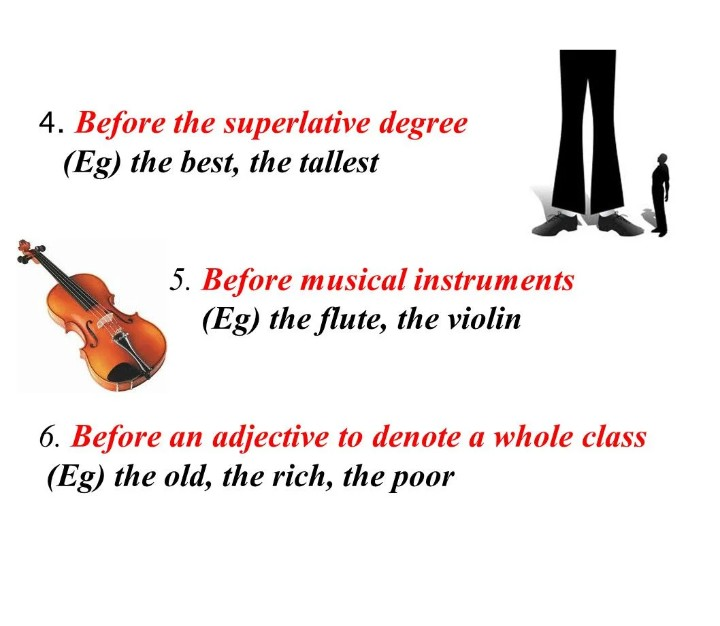 4. Before the superlative degree
(Eg) the best, the tallest
5. Before musical instruments
(Eg) the flute, the violin
6. Before an adjective to denote a whole class
(Eg) the old, the rich, the poor